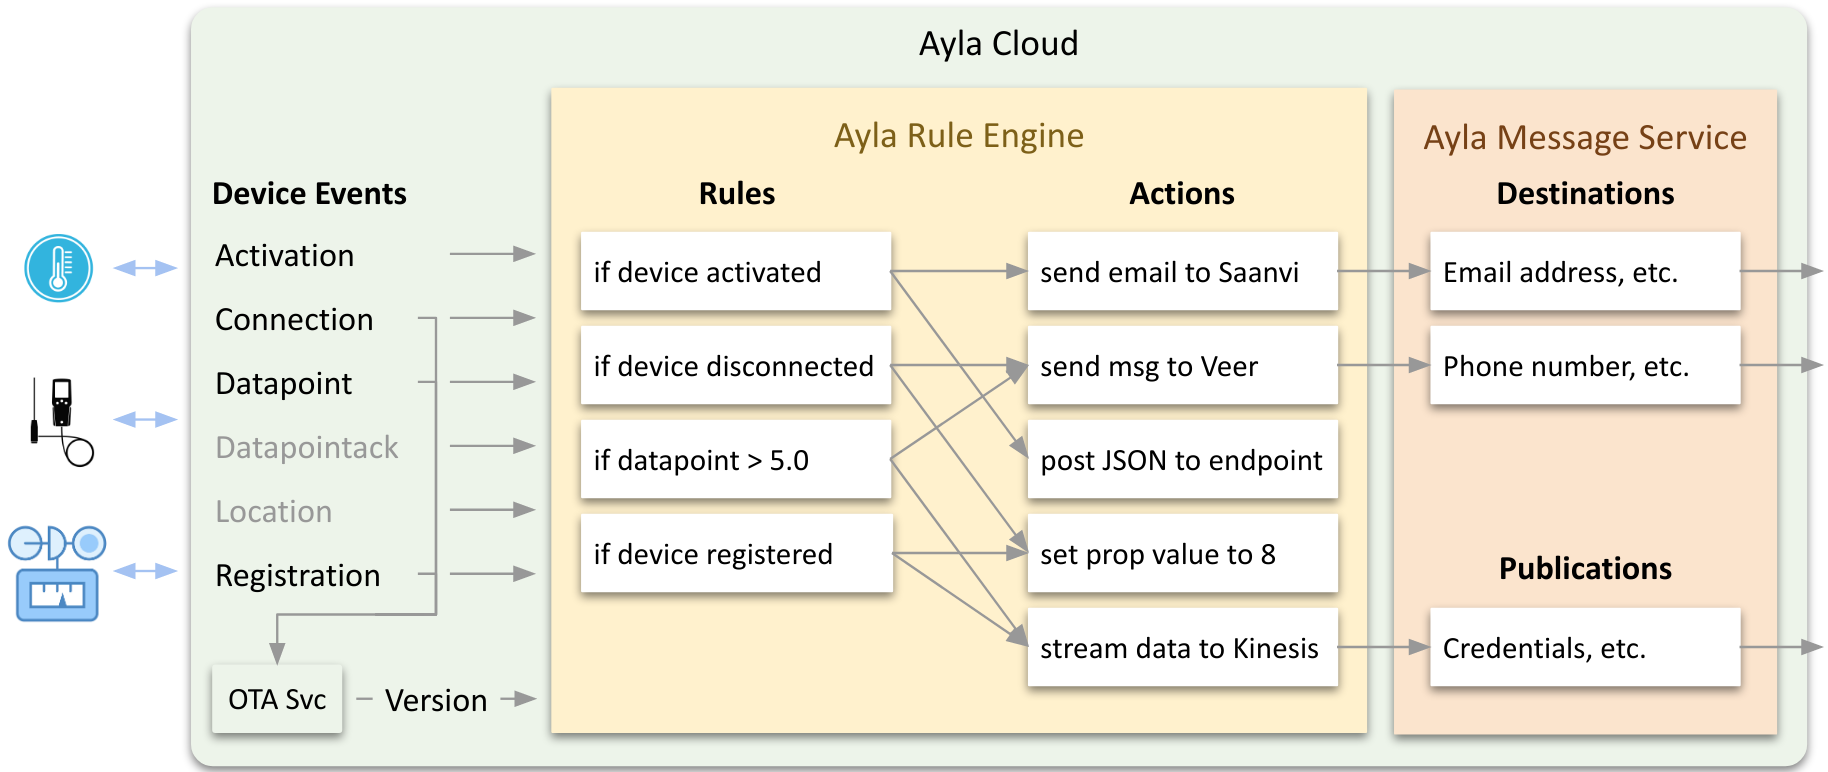 Ayla Cloud
Device Events
Activation
Connection
Datapoint
Datapointack
Location
Registration
OTA Svc
Version
Ayla Rule Engine
Rules
if device activated
if device disconnected
if datapoint > 5.0
if device registered
Actions
send email to Saanvi
send msg to Veer
post JSON to endpoint
set prop value to 8
stream data to Kinesis
Ayla Message Service
Destinations
Email address, etc.
Phone number, etc.
Publications
Credentials, etc.